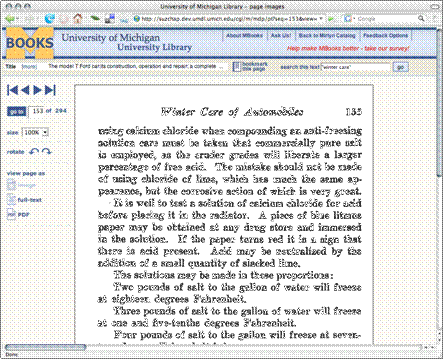 University of Michigan Library – page images
http://suzchap.dev.umdl.umich.edu/cgi/m/mdp/pt?seq=153&view=
M BOOKS
University of Michigan
University Library
About MBooks
Ask Us
Back to Mirlyn Catalog
Feedback Options
Help make MBooks better - take our survey!
Title [more] The model T Ford car, its construction, operation and repair, a complete
bookmark this page
search this text "winter care" go
go to 153 of 294
size 100%
rotate
view page as
image
full-text
PDF
Winter Care of Automobiles 153
using calcium chloride when compounding an anti-freezing
solution care must be taken that commercially pure salt
is employed, as the cruder grades will liberate a larger
percentage of free acid. The mistake should not be made
of using chloride of lime, which has much the same ap-
pearance, but the corrosive action of which is very great.
It is well to test a solution of calcium chloride for acid
before placing it in the radiator. A piece of blue litmus
paper may be obtained at any drug store and immersed
in the solution. If the paper turns red it is a sign that
there is acid present. Acid may be neutralized by the
addition of a small quantity of slacked lime.
The solutions may be made in these proportions:
Two pounds of salt to the gallon of water will freeze
at eighteen degrees Fahrenheit.
Three pounds of salt to the gallon of water will freeze
at one and five-tenths degrees Fahrenheit.
Four pounds of salt to the gallon will freeze at seven-
Done